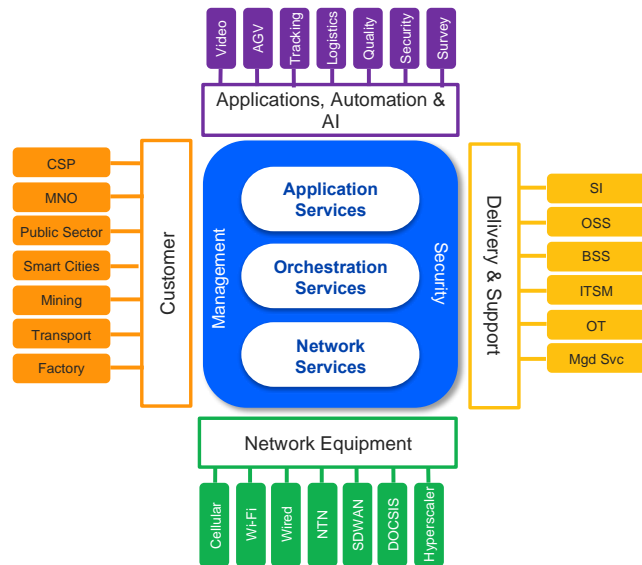 Video
AGV
Tracking
Logistics
Quality
Security
Survey
Applications, Automation &
AI
CSP
MNO
Public Sector
Smart Cities
Mining
Transport
Factory
Customer
Management
Application
Services
Orchestration
Services
Network
Services
Security
Delivery & Support
SI
OSS
BSS
ITSM
OT
Mgd Svc
Network Equipment
Cellular
Wi-Fi
Wired
NTN
SDWAN
DOCSIS
Hyperscaler